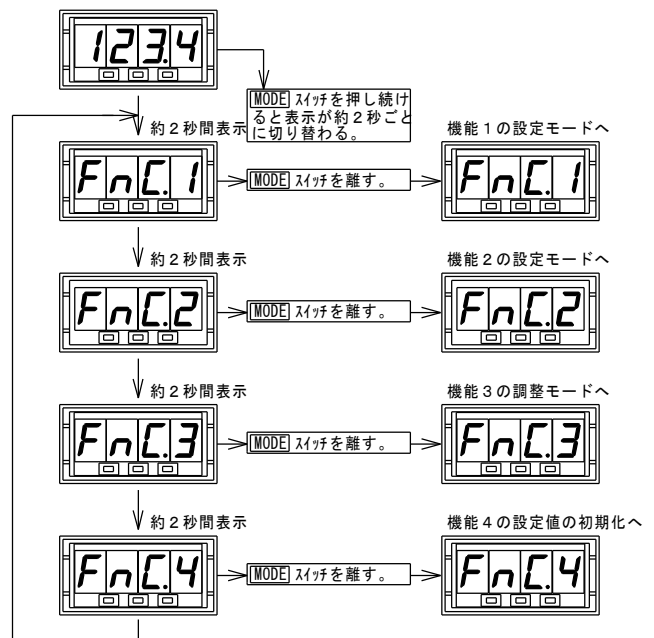 123.4
MODE スイッチを押し続け
ると表示が約2秒ごと
に切り替わる。
約2秒間表示
機能1の設定モードへ
FnC.1
MODE スイッチを離す。
FnC.1
約2秒間表示
機能2の設定モードへ
FnC.2
MODE スイッチを離す。
FnC.2
約2秒間表示
機能3の調整モードへ
FnC.3
MODE スイッチを離す。
FnC.3
約2秒間表示
機能4の設定値の初期化へ
FnC.4
MODE スイッチを離す。
FnC.4